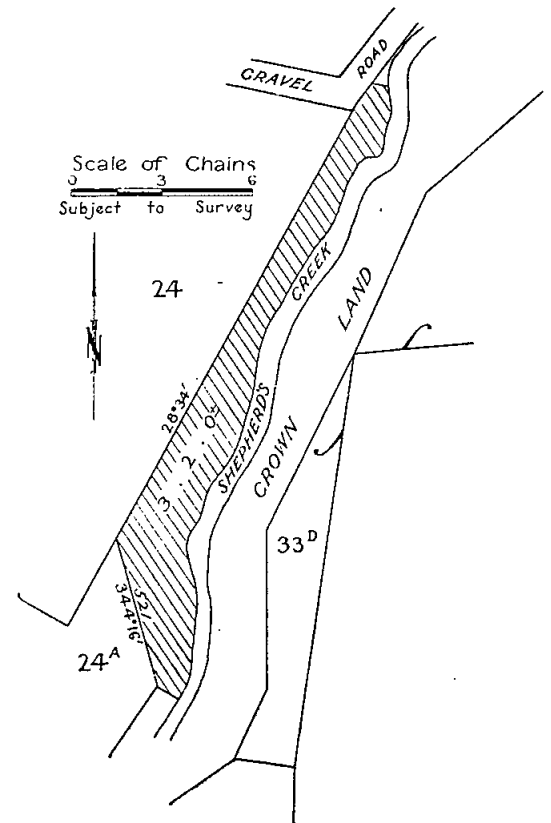 GRAVEL ROAD
Scale of Chains
0 3 6
Subject to Survey
24
N
28°34'
3 . 2 . 0±
SHEPHERD'S CREEK
CROWN LAND
33ᴰ
521
344°16'
24ᴬ